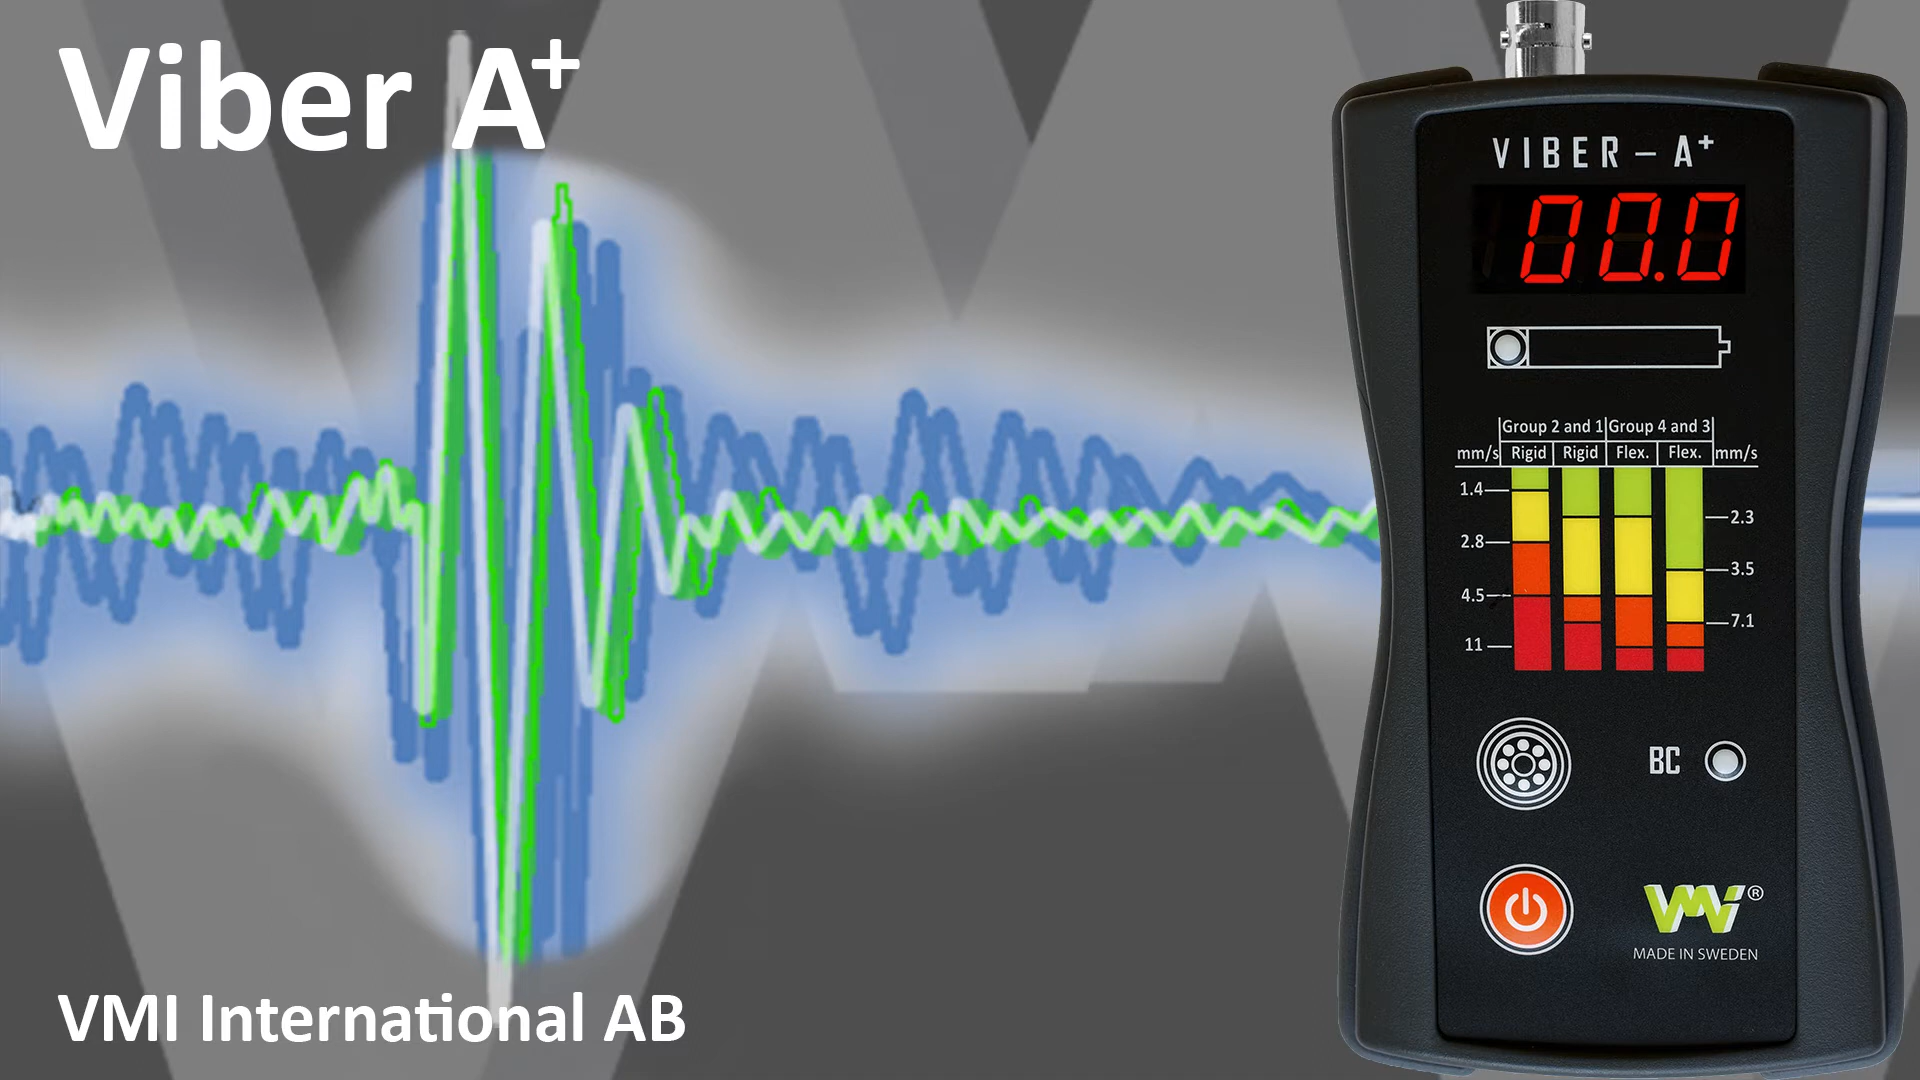 Viber A+
VIBER – A+
00.0
Group 2 and 1 Group 4 and 3
mm/s Rigid Rigid Flex. Flex. mm/s
1.4
2.3
2.8
3.5
4.5
7.1
11
BC
VMI®
MADE IN SWEDEN
VMI International AB